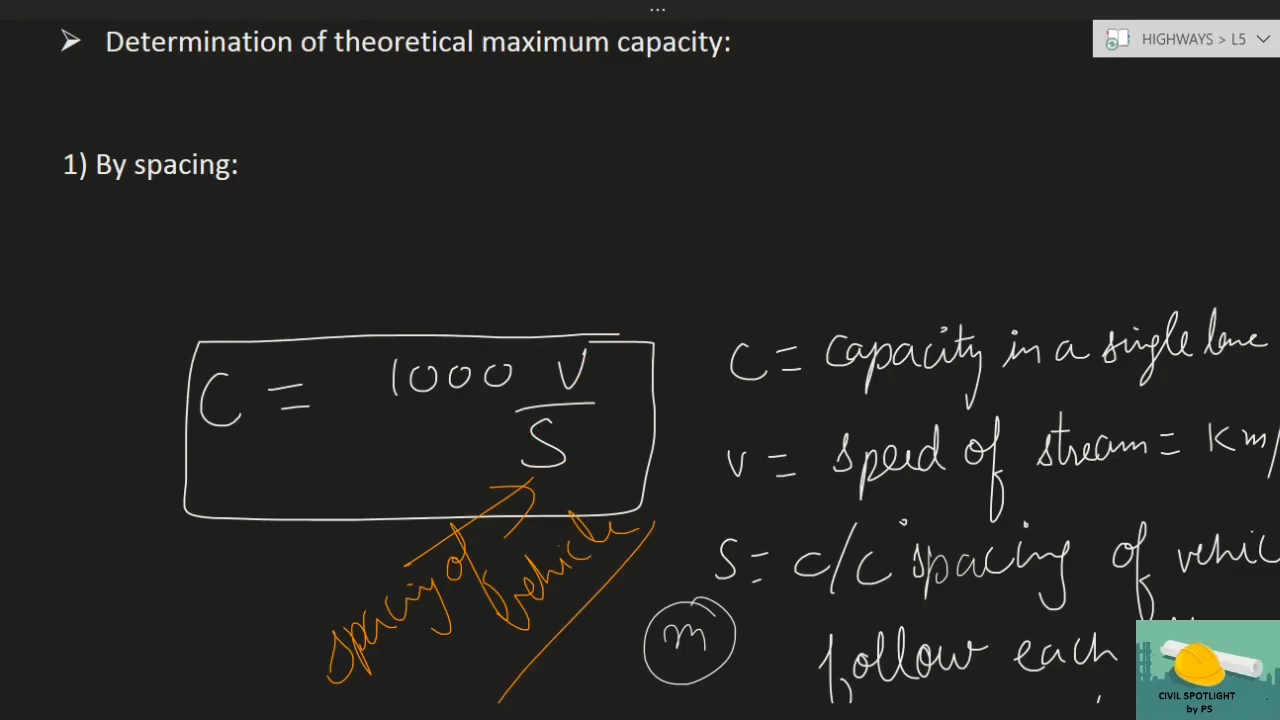 ...
➤ Determination of theoretical maximum capacity:
HIGHWAYS > L5
1) By spacing:
C = 1000 V/S
C = capacity in a single lane
V = speed of stream = Km/
S = c/c spacing of vehic
follow each
m
spacing of vehicle
CIVIL SPOTLIGHT
by PS